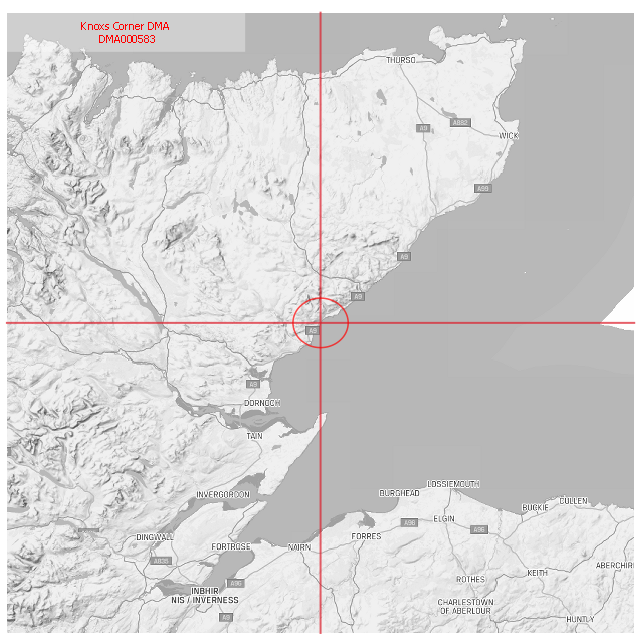 Knoxs Corner DMA
DMA000583
THURSO
A9
A882
WICK
A99
A9
A9
A9
A9
DORNOCH
TAIN
INVERGORDON
BURGHEAD
LOSSIEMOUTH
CULLEN
BUCKIE
ELGIN
A96
A96
FORRES
DINGWALL
FORTROSE
NAIRN
A835
A96
INBHIR
NIS / INVERNESS
A9
ROTHES
KEITH
ABERCHIR
CHARLESTOWN
OF ABERLOUR
HUNTLY